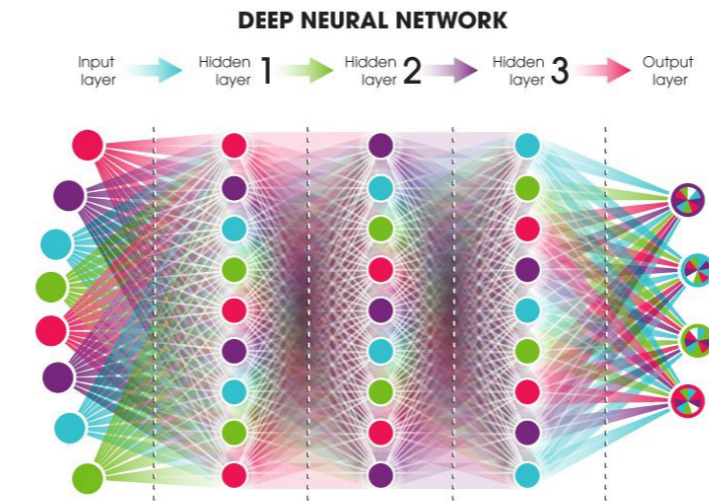 DEEP NEURAL NETWORK
Input layer
Hidden layer 1
Hidden layer 2
Hidden layer 3
Output layer